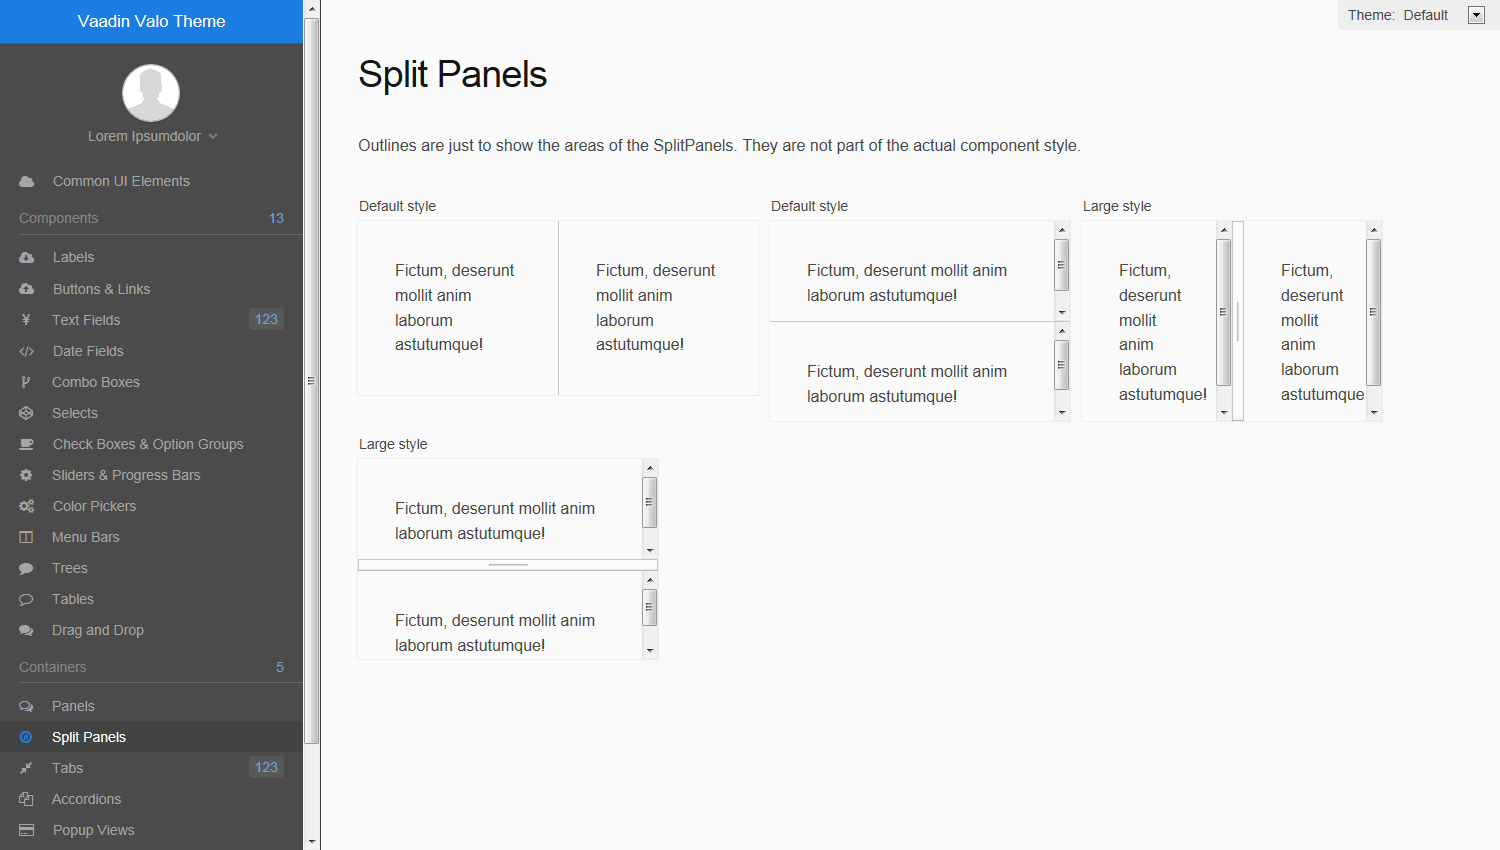 Vaadin Valo Theme
Lorem Ipsumdolor
Common UI Elements
Components 13
Labels
Buttons & Links
Text Fields 123
Date Fields
Combo Boxes
Selects
Check Boxes & Option Groups
Sliders & Progress Bars
Color Pickers
Menu Bars
Trees
Tables
Drag and Drop
Containers 5
Panels
Split Panels
Tabs 123
Accordions
Popup Views
Theme: Default
Split Panels
Outlines are just to show the areas of the SplitPanels. They are not part of the actual component style.
Default style
Fictum, deserunt
mollit anim
laborum
astutumque!
Fictum, deserunt
mollit anim
laborum
astutumque!
Default style
Fictum, deserunt mollit anim
laborum astutumque!
Fictum, deserunt mollit anim
laborum astutumque!
Large style
Fictum,
deserunt
mollit
anim
laborum
astutumque!
Fictum,
deserunt
mollit
anim
laborum
astutumque
Large style
Fictum, deserunt mollit anim
laborum astutumque!
Fictum, deserunt mollit anim
laborum astutumque!